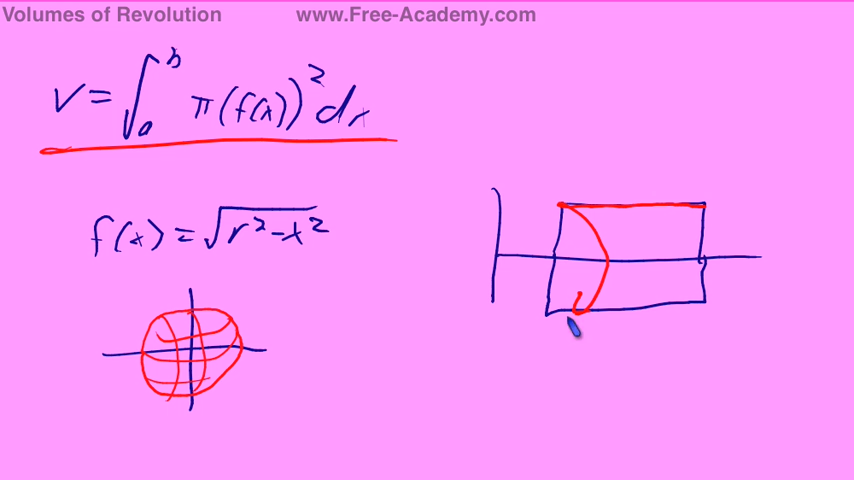 Volumes of Revolution www.Free-Academy.com
V = ∫ₐᵇ π(f(x))² dx
f(x) = √(r² - x²)